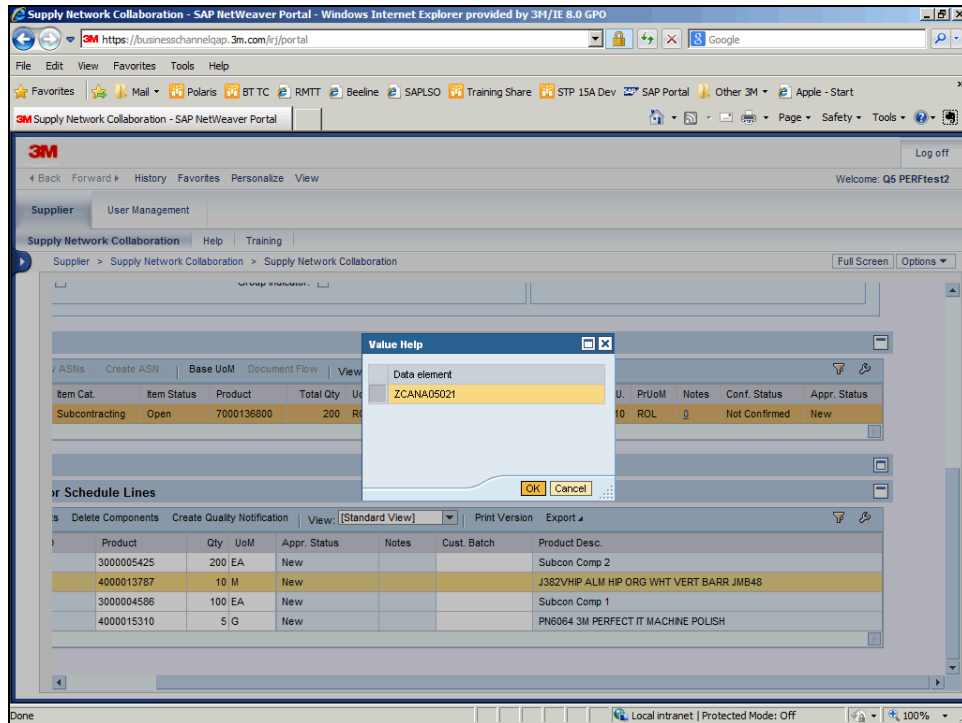 Supply Network Collaboration - SAP NetWeaver Portal - Windows Internet Explorer provided by 3M/IE 8.0 GPO
3M https://businesschannelqap.3m.com/irj/portal
Google
File Edit View Favorites Tools Help
Favorites Mail Polaris BT TC RMTT Beeline SAPLSO Training Share STP 15A Dev SAP Portal Other 3M Apple - Start
3M Supply Network Collaboration - SAP NetWeaver Portal
Page Safety Tools
3M
Log off
Back Forward History Favorites Personalize View
Welcome: Q5 PERFtest2
Supplier User Management
Supply Network Collaboration Help Training
Supplier > Supply Network Collaboration > Supply Network Collaboration
Full Screen Options
Group Indicator:
Value Help
Data element
ZCANA05021
OK Cancel
ASNs Create ASN Base UoM Document Flow View
Item Cat. Item Status Product Total Qty U. PrUoM Notes Conf. Status Appr. Status
Subcontracting Open 7000136800 200 10 ROL 0 Not Confirmed New
or Schedule Lines
Delete Components Create Quality Notification View: [Standard View] Print Version Export
Product Qty UoM Appr. Status Notes Cust. Batch Product Desc.
3000005425 200 EA New Subcon Comp 2
4000013787 10 M New J382VHIP ALM HIP ORG WHT VERT BARR JMB48
3000004586 100 EA New Subcon Comp 1
4000015310 5 G New PN6064 3M PERFECT IT MACHINE POLISH
Done
Local intranet | Protected Mode: Off
100%